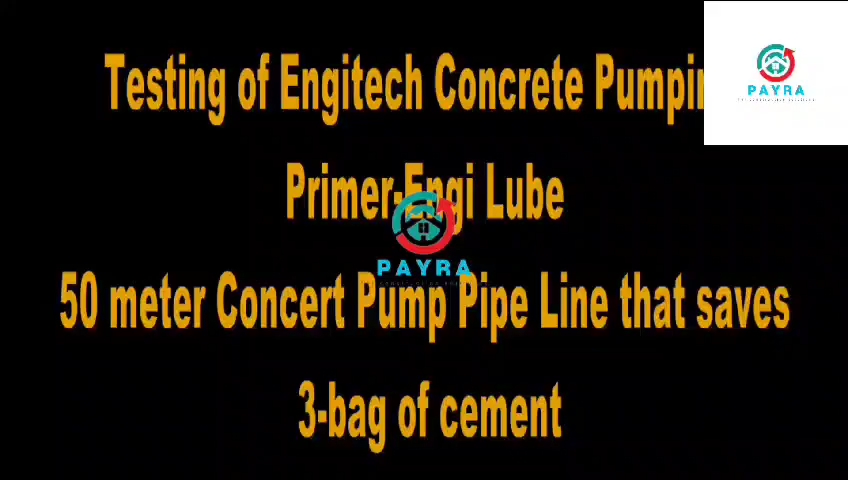 Testing of Engitech Concrete Pumpin
PAYRA
Primer-Engi Lube
PAYRA
50 meter Concert Pump Pipe Line that saves
3-bag of cement